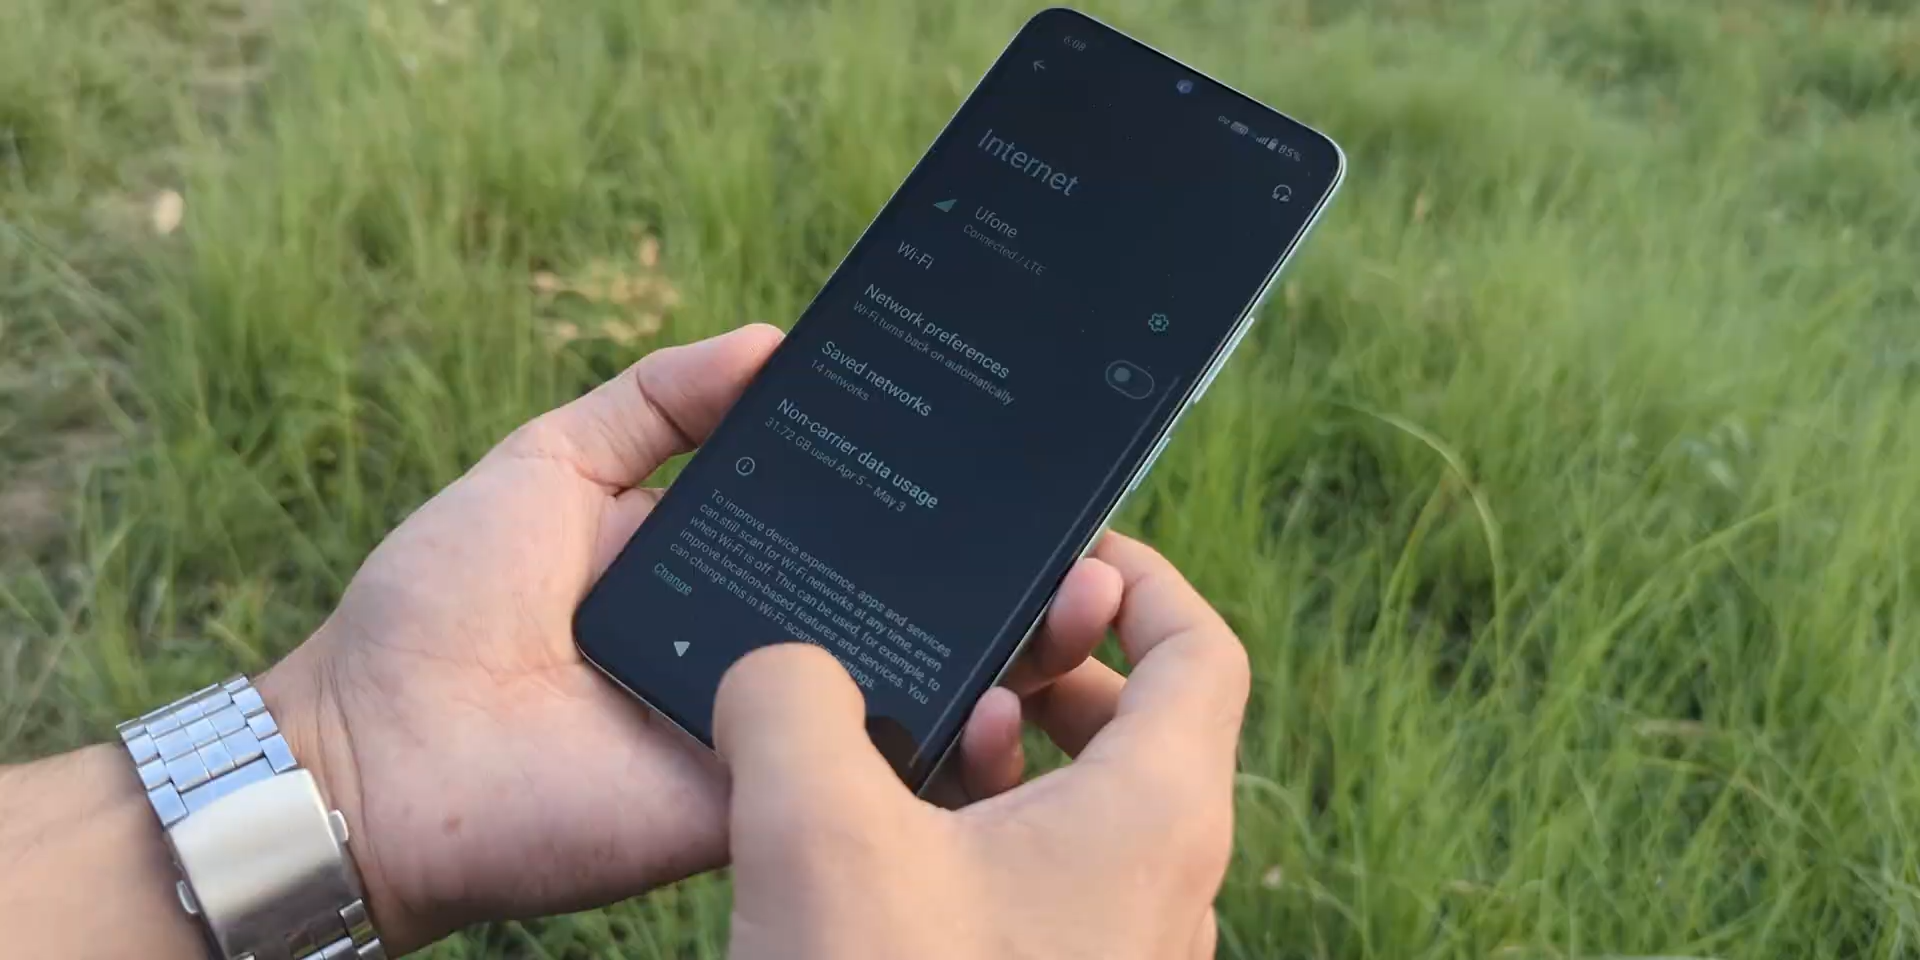 6:08
85%
Internet
Ufone
Connected / LTE
Wi-Fi
Network preferences
Wi-Fi turns back on automatically
Saved networks
14 networks
Non-carrier data usage
31.72 GB used Apr 5 – May 3
To improve device experience, apps and services
can still scan for Wi-Fi networks at any time, even
when Wi-Fi is off. This can be used, for example, to
improve location-based features and services. You
can change this in Wi-Fi scanning settings.
Change